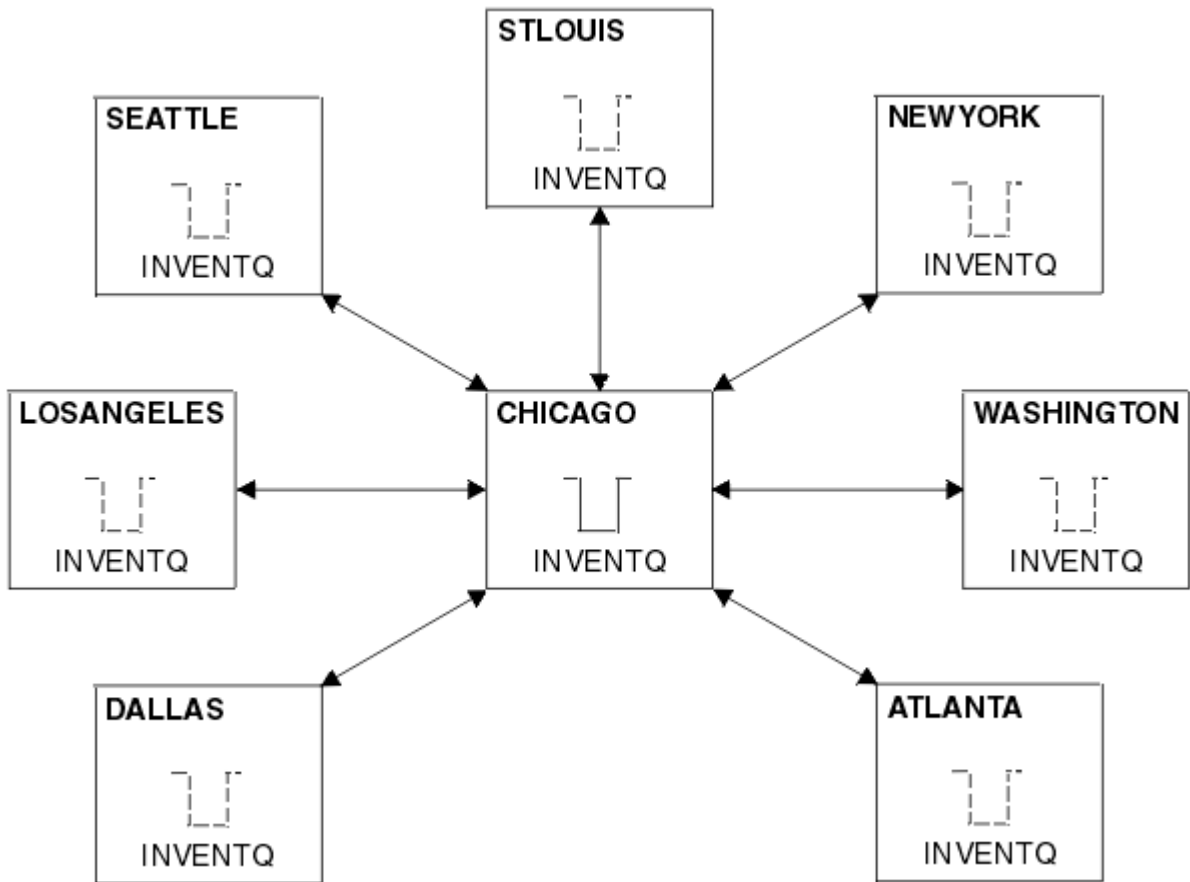 STLOUIS
INVENTQ
SEATTLE
INVENTQ
NEWYORK
INVENTQ
LOSANGELES
INVENTQ
CHICAGO
INVENTQ
WASHINGTON
INVENTQ
DALLAS
INVENTQ
ATLANTA
INVENTQ